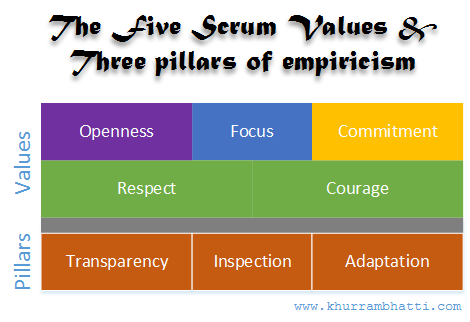 The Five Scrum Values &
Three pillars of empiricism
Values
Openness Focus Commitment
Respect Courage
Pillars
Transparency Inspection Adaptation
www.khurrambhatti.com